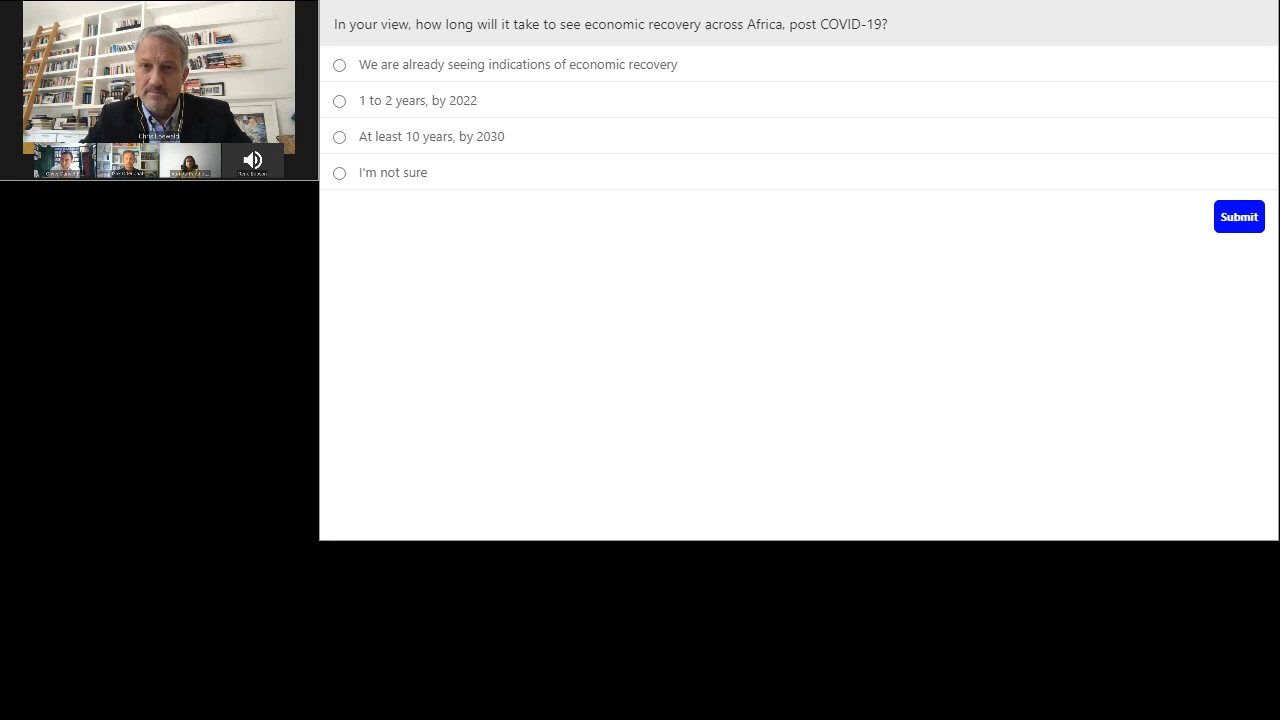 Chris Loewald
In your view, how long will it take to see economic recovery across Africa, post COVID-19?
We are already seeing indications of economic recovery
1 to 2 years, by 2022
At least 10 years, by 2030
I'm not sure
Submit